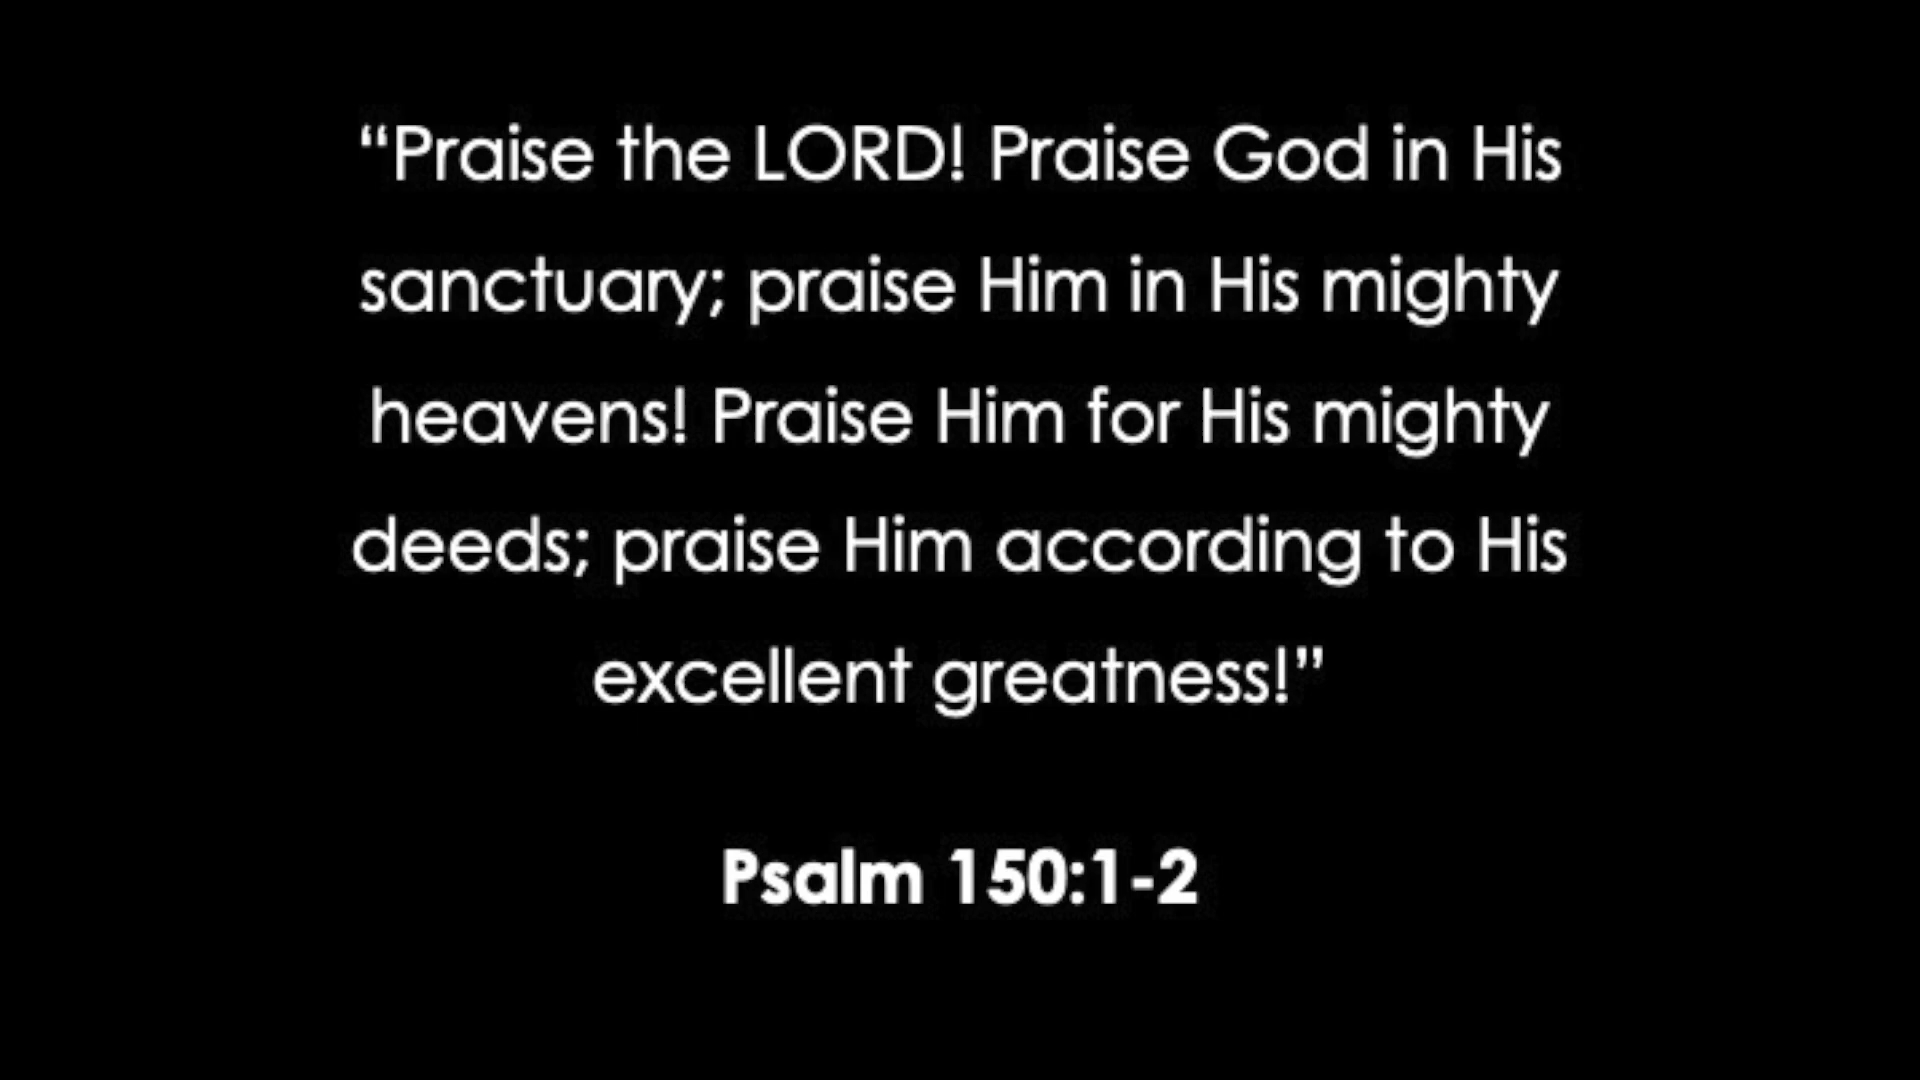 “Praise the LORD! Praise God in His
sanctuary; praise Him in His mighty
heavens! Praise Him for His mighty
deeds; praise Him according to His
excellent greatness!”
Psalm 150:1-2